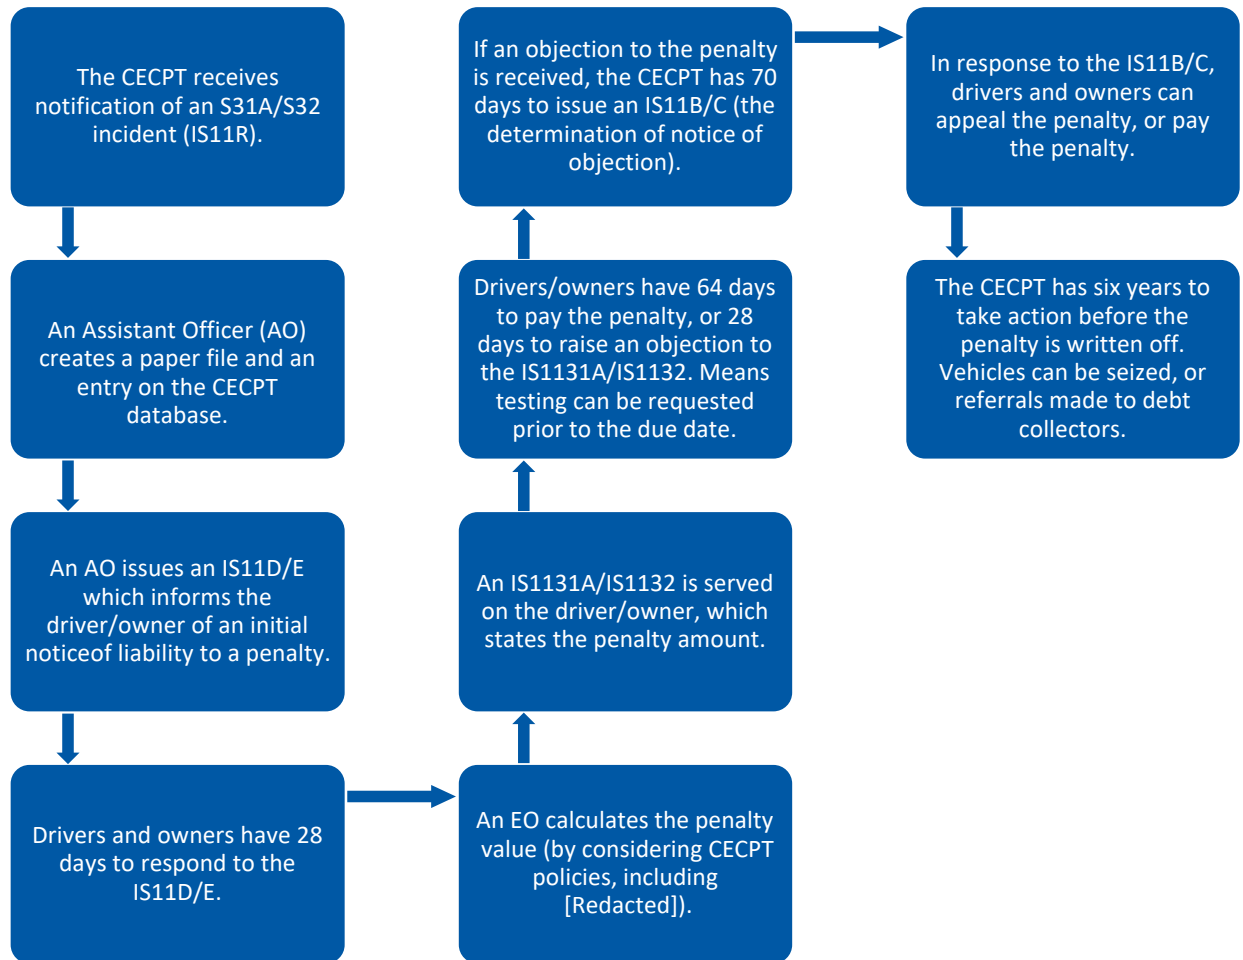 The CECPT receives
notification of an S31A/S32
incident (IS11R).
An Assistant Officer (AO)
creates a paper file and an
entry on the CECPT
database.
An AO issues an IS11D/E
which informs the
driver/owner of an initial
noticeof liability to a penalty.
Drivers and owners have 28
days to respond to the
IS11D/E.
An EO calculates the penalty
value (by considering CECPT
policies, including
[Redacted]).
An IS1131A/IS1132 is served
on the driver/owner, which
states the penalty amount.
Drivers/owners have 64 days
to pay the penalty, or 28
days to raise an objection to
the IS1131A/IS1132. Means
testing can be requested
prior to the due date.
If an objection to the penalty
is received, the CECPT has 70
days to issue an IS11B/C (the
determination of notice of
objection).
In response to the IS11B/C,
drivers and owners can
appeal the penalty, or pay
the penalty.
The CECPT has six years to
take action before the
penalty is written off.
Vehicles can be seized, or
referrals made to debt
collectors.